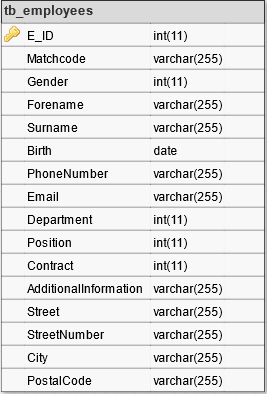 tb_employees
E_ID int(11)
Matchcode varchar(255)
Gender int(11)
Forename varchar(255)
Surname varchar(255)
Birth date
PhoneNumber varchar(255)
Email varchar(255)
Department int(11)
Position int(11)
Contract int(11)
AdditionalInformation varchar(255)
Street varchar(255)
StreetNumber varchar(255)
City varchar(255)
PostalCode varchar(255)